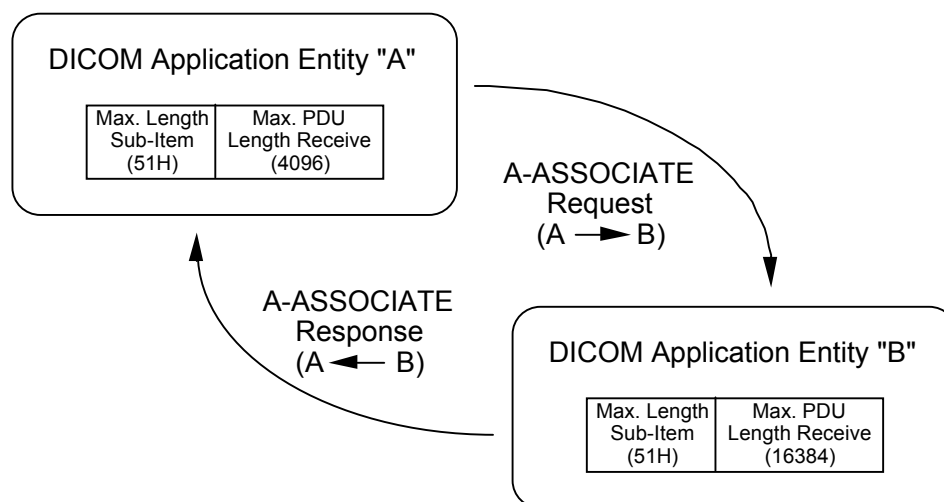 DICOM Application Entity "A"
Max. Length
Sub-Item
(51H)
Max. PDU
Length Receive
(4096)
A-ASSOCIATE
Request
(A → B)
A-ASSOCIATE
Response
(A ← B)
DICOM Application Entity "B"
Max. Length
Sub-Item
(51H)
Max. PDU
Length Receive
(16384)